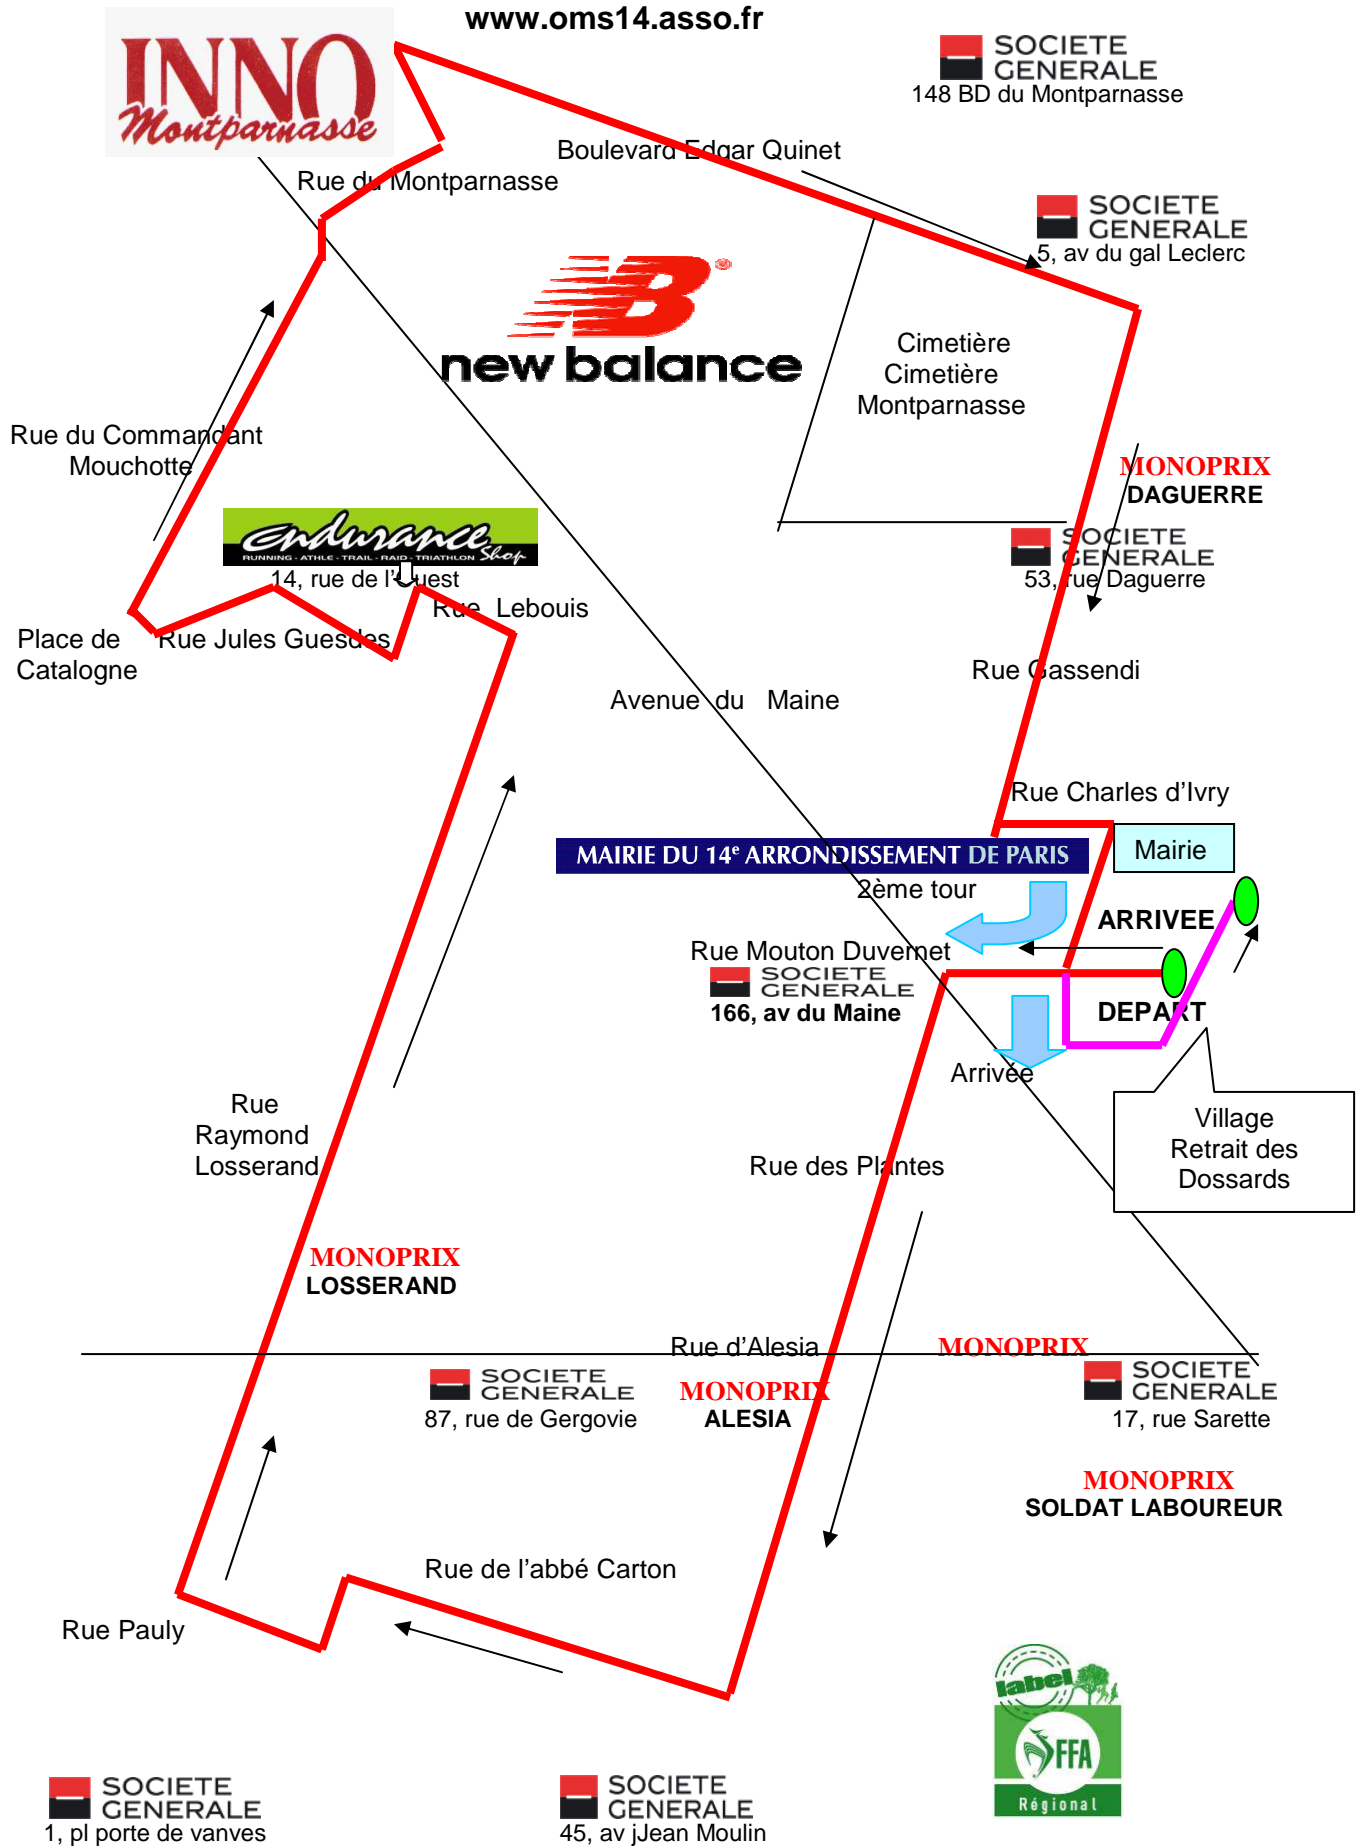 www.oms14.asso.fr
INNO
Montparnasse
SOCIETE
GENERALE
148 BD du Montparnasse
Boulevard Edgar Quinet
Rue du Montparnasse
SOCIETE
GENERALE
5, av du gal Leclerc
new balance
Cimetière
Cimetière
Montparnasse
Rue du Commandant
Mouchotte
MONOPRIX
DAGUERRE
endurance
Shop
RUNNING - ATHLE - TRAIL - RAID - TRIATHLON
14, rue de l'Ouest
SOCIETE
GENERALE
53, rue Daguerre
Rue Lebouis
Place de
Catalogne
Rue Jules Guesdes
Rue Gassendi
Avenue du Maine
Rue Charles d'Ivry
MAIRIE DU 14e ARRONDISSEMENT DE PARIS
Mairie
2ème tour
ARRIVEE
Rue Mouton Duvernet
SOCIETE
GENERALE
166, av du Maine
DEPART
Arrivée
Village
Retrait des
Dossards
Rue
Raymond
Losserand
Rue des Plantes
MONOPRIX
LOSSERAND
Rue d'Alesia
MONOPRIX
SOCIETE
GENERALE
87, rue de Gergovie
MONOPRIX
ALESIA
SOCIETE
GENERALE
17, rue Sarette
MONOPRIX
SOLDAT LABOUREUR
Rue de l'abbé Carton
Rue Pauly
label
FFA
Régional
SOCIETE
GENERALE
1, pl porte de vanves
SOCIETE
GENERALE
45, av jJean Moulin